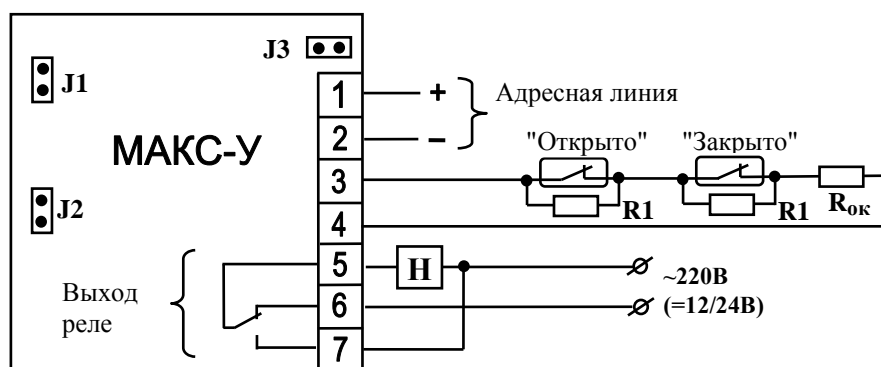 J3
J1
1
+
Адресная линия
2
−
МАКС-У
"Открыто"
"Закрыто"
3
R1
R1
Rок
J2
4
5
H
~220В
Выход
реле
6
(=12/24В)
7